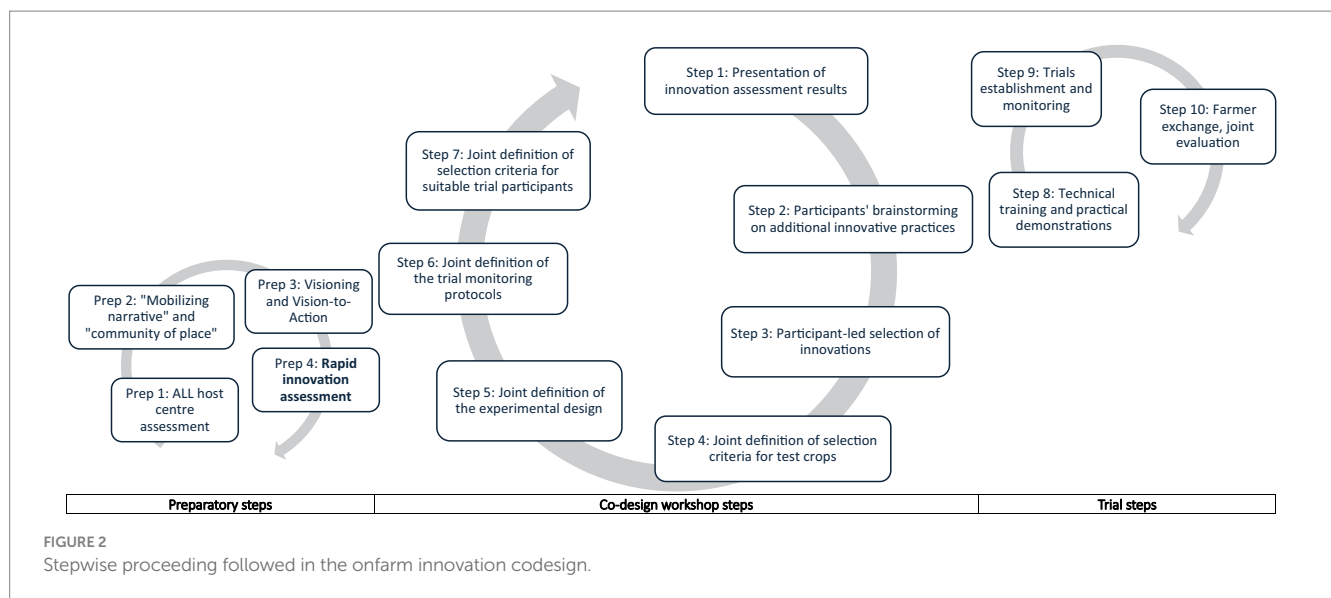 Prep 1: ALL host
centre
assessment
Prep 2: "Mobilizing
narrative" and
"community of place"
Prep 3: Visioning
and Vision-to-
Action
Prep 4: Rapid
innovation
assessment
Step 1: Presentation of
innovation assessment results
Step 2: Participants' brainstorming
on additional innovative practices
Step 3: Participant-led selection of
innovations
Step 4: Joint definition of selection
criteria for test crops
Step 5: Joint definition of
the experimental design
Step 6: Joint definition of
the trial monitoring
protocols
Step 7: Joint definition of
selection criteria for
suitable trial participants
Step 8: Technical
training and practical
demonstrations
Step 9: Trials
establishment and
monitoring
Step 10: Farmer
exchange, joint
evaluation
Preparatory steps
Co-design workshop steps
Trial steps
FIGURE 2
Stepwise proceeding followed in the onfarm innovation codesign.